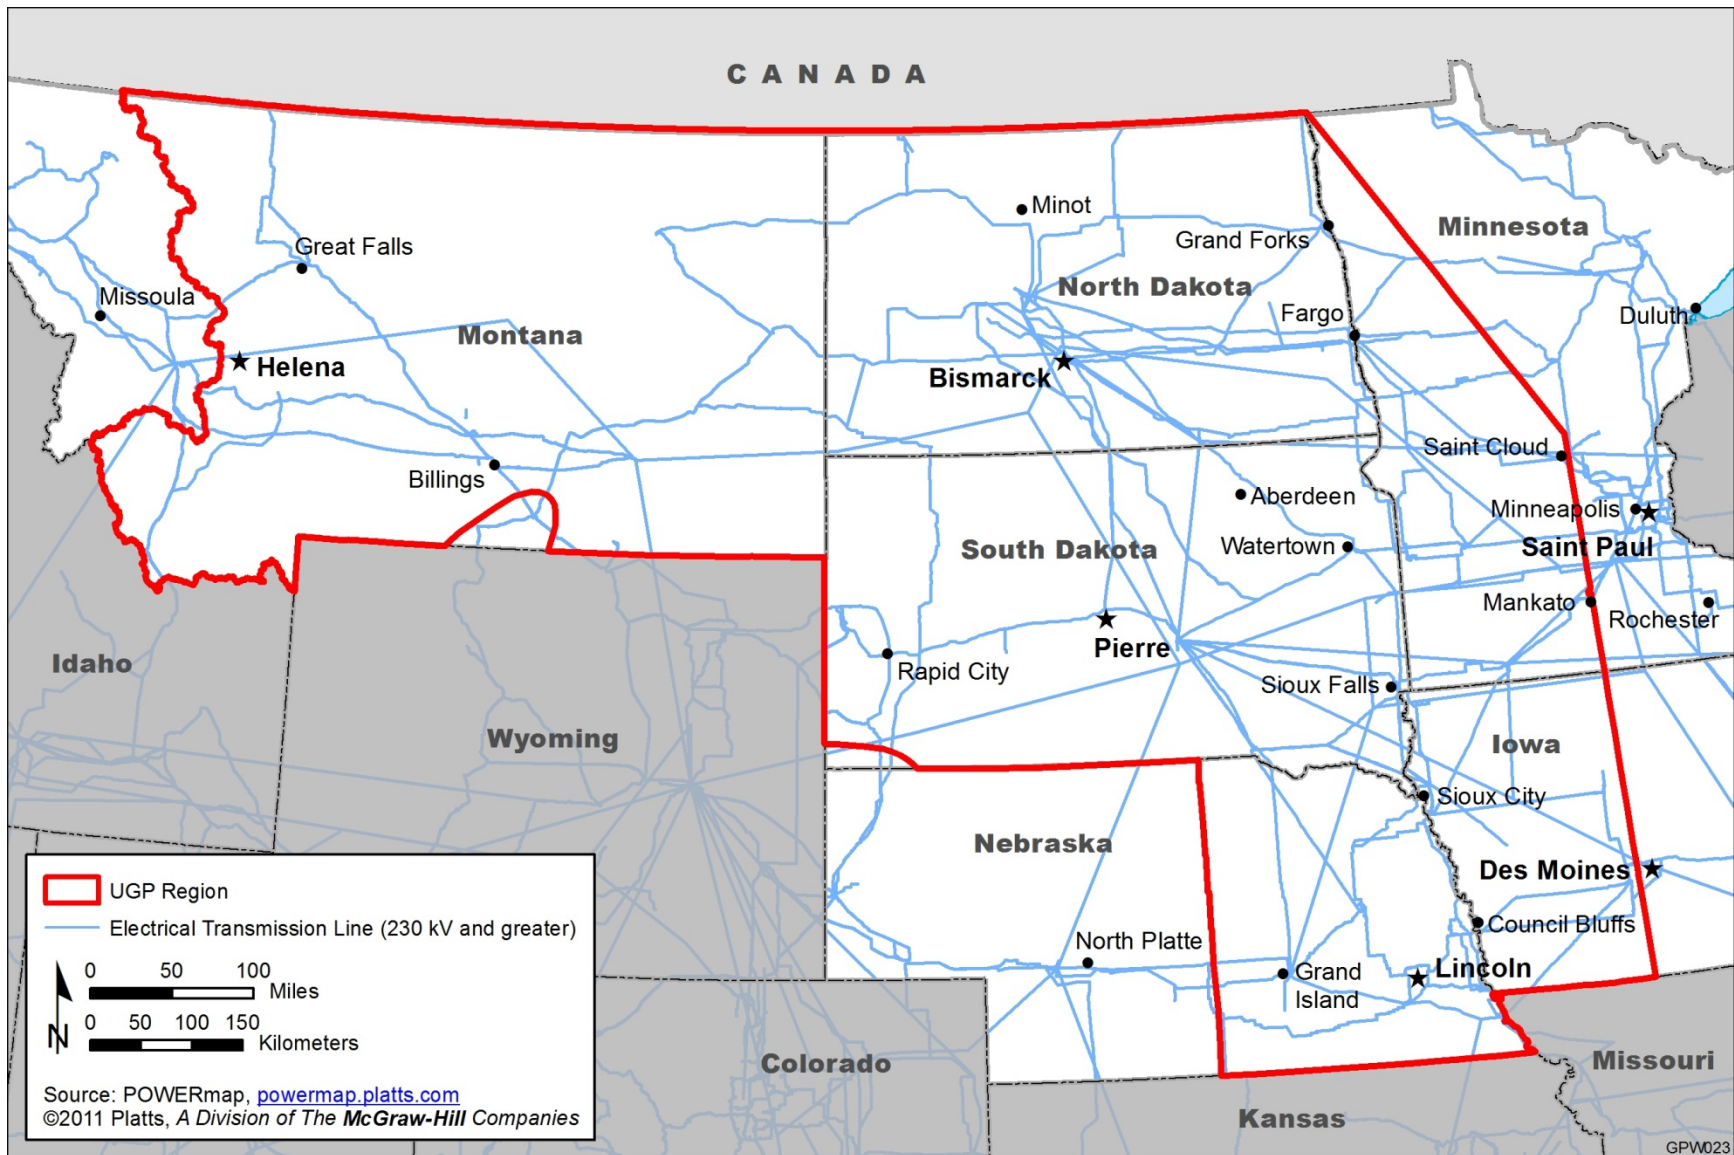 CANADA
Minot
Grand Forks
Minnesota
Great Falls
Missoula
North Dakota
Fargo
Duluth
Montana
Helena
Bismarck
Saint Cloud
Billings
Aberdeen
Minneapolis
South Dakota
Watertown
Saint Paul
Mankato
Rochester
Pierre
Idaho
Rapid City
Sioux Falls
Wyoming
Iowa
Sioux City
Nebraska
Des Moines
Council Bluffs
North Platte
Grand
Island
Lincoln
Colorado
Missouri
Kansas
UGP Region
Electrical Transmission Line (230 kV and greater)
0 50 100
Miles
0 50 100 150
Kilometers
N
Source: POWERmap, powermap.platts.com
©2011 Platts, A Division of The McGraw-Hill Companies
GPW023